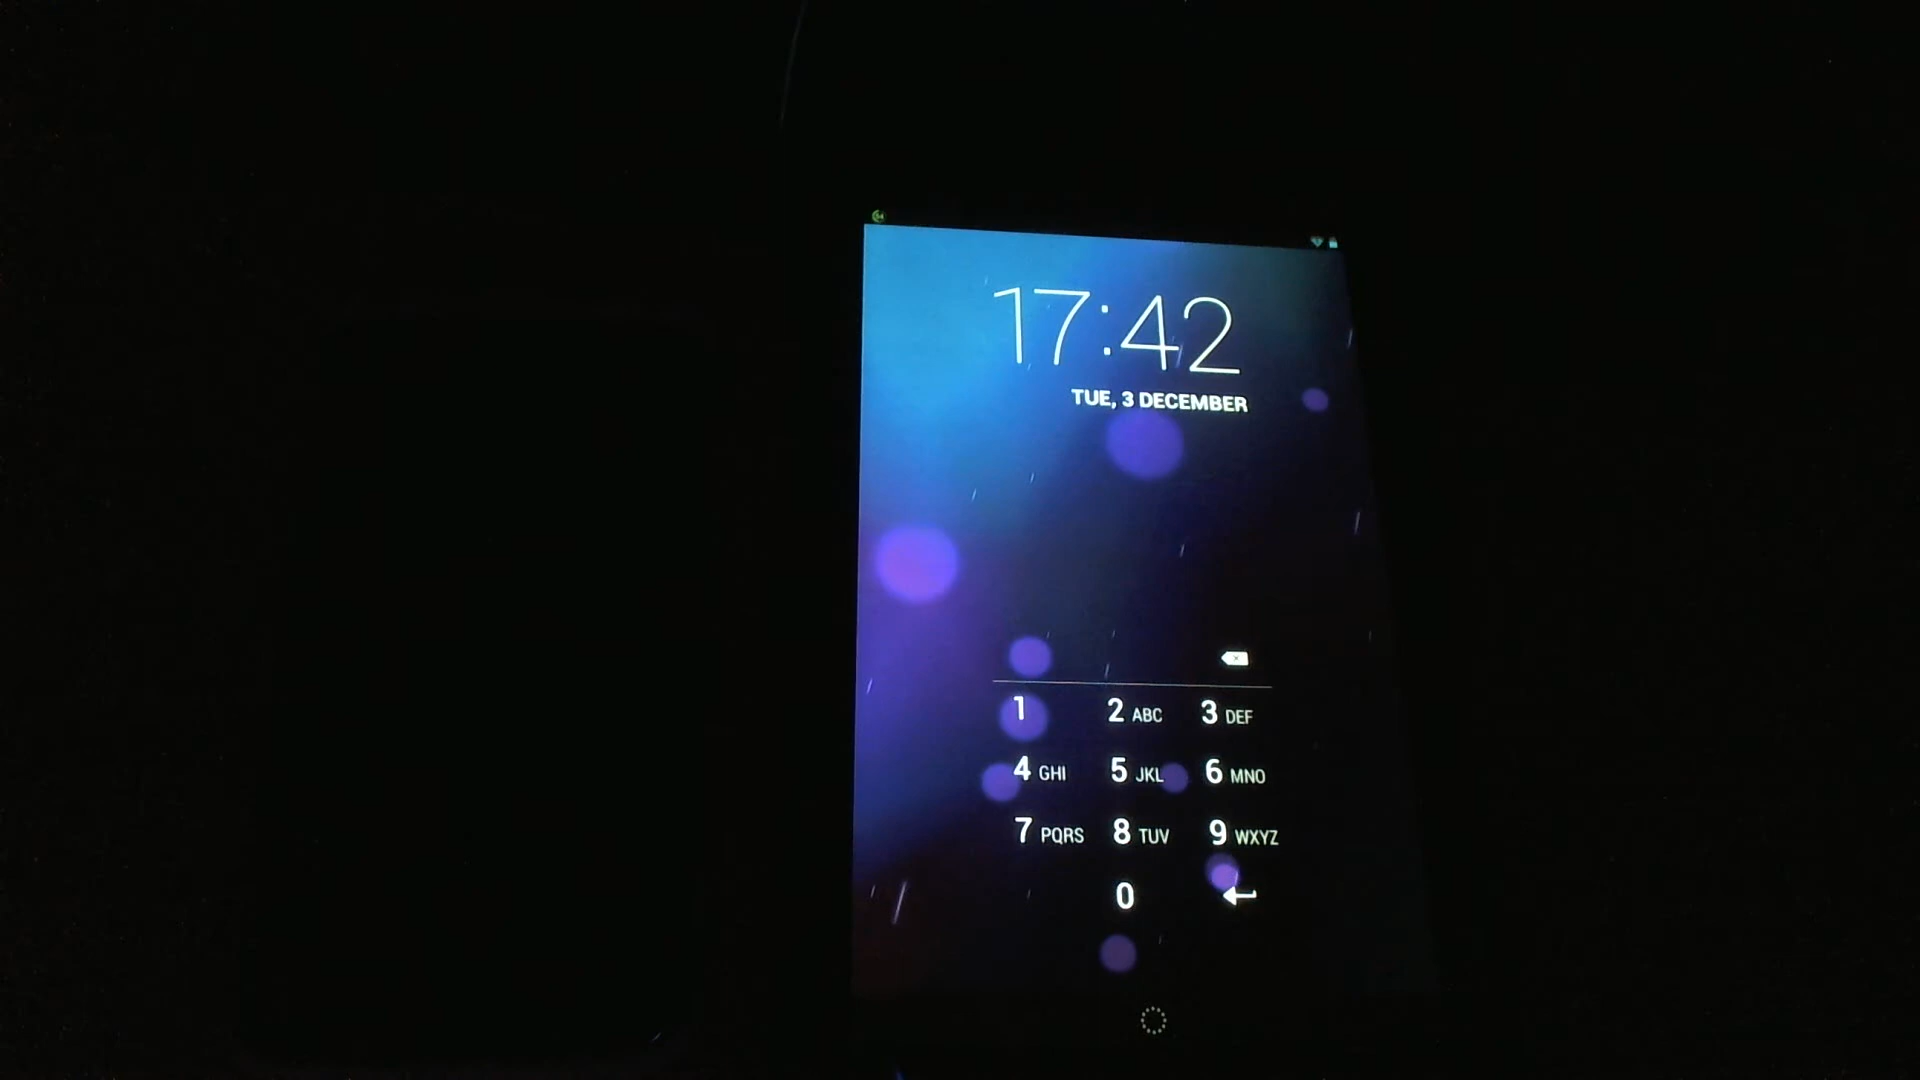 17:42
TUE, 3 DECEMBER
1 2 ABC 3 DEF
4 GHI 5 JKL 6 MNO
7 PQRS 8 TUV 9 WXYZ
0